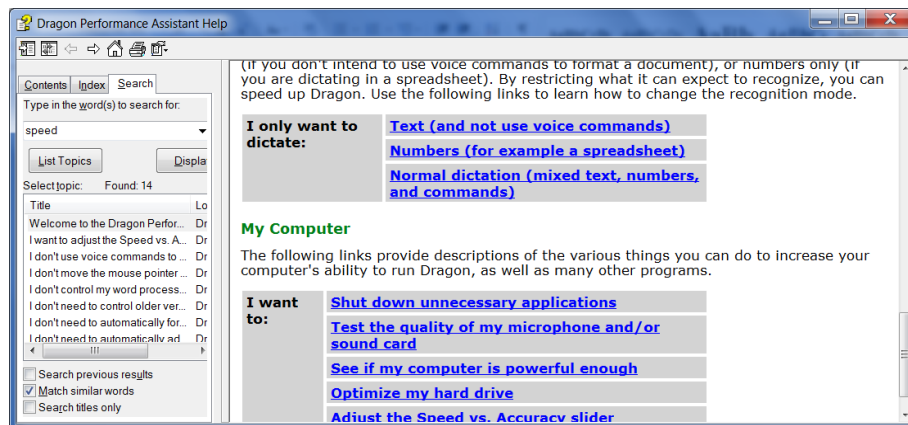 Dragon Performance Assistant Help
Contents
Index
Search
Type in the word(s) to search for:
speed
List Topics
Displa
Select topic:
Found: 14
Title
Lo
Welcome to the Dragon Perfor...
Dr
I want to adjust the Speed vs. A...
Dr
I don't use voice commands to ...
Dr
I don't move the mouse pointer ...
Dr
I don't control my word process...
Dr
I don't need to control older ver...
Dr
I don't need to automatically for...
Dr
I don't need to automatically ad
Dr
Search previous results
Match similar words
Search titles only
(if you don't intend to use voice commands to format a document), or numbers only (if
you are dictating in a spreadsheet). By restricting what it can expect to recognize, you can
speed up Dragon. Use the following links to learn how to change the recognition mode.
I only want to
dictate:
Text (and not use voice commands)
Numbers (for example a spreadsheet)
Normal dictation (mixed text, numbers,
and commands)
My Computer
The following links provide descriptions of the various things you can do to increase your
computer's ability to run Dragon, as well as many other programs.
I want
to:
Shut down unnecessary applications
Test the quality of my microphone and/or
sound card
See if my computer is powerful enough
Optimize my hard drive
Adjust the Speed vs. Accuracy slider